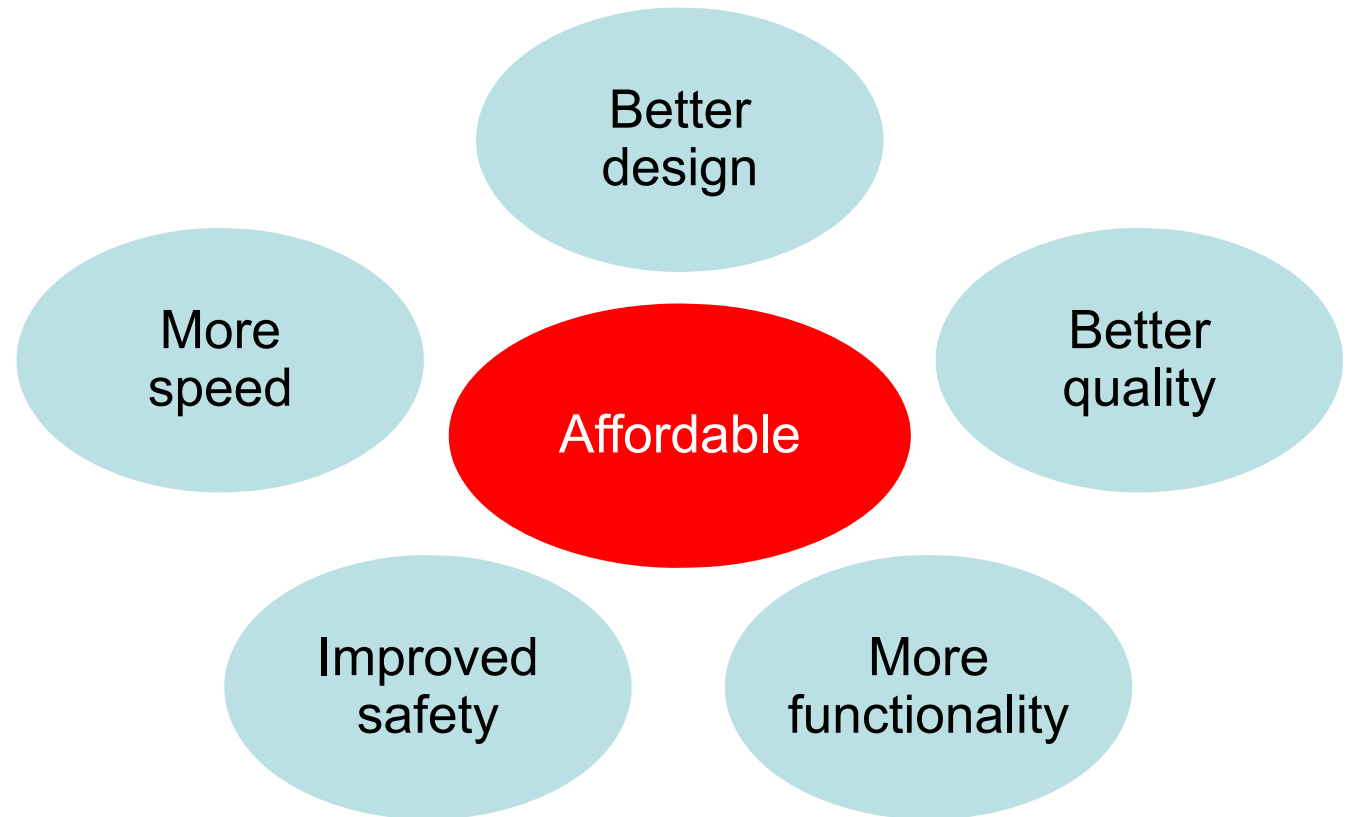 Better
design
More
speed
Better
quality
Affordable
Improved
safety
More
functionality